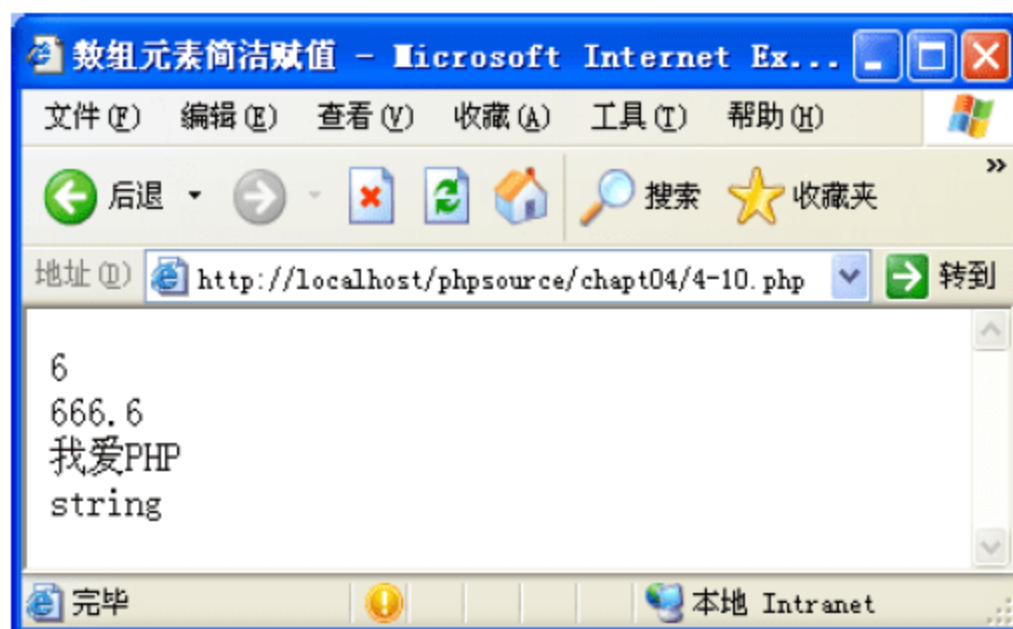 数组元素简洁赋值 - Microsoft Internet Ex...
文件(F) 编辑(E) 查看(V) 收藏(A) 工具(T) 帮助(H)
后退 搜索 收藏夹 »
地址(D) http://localhost/phpsource/chapt04/4-10.php 转到
6
666.6
我爱PHP
string
完毕 本地 Intranet